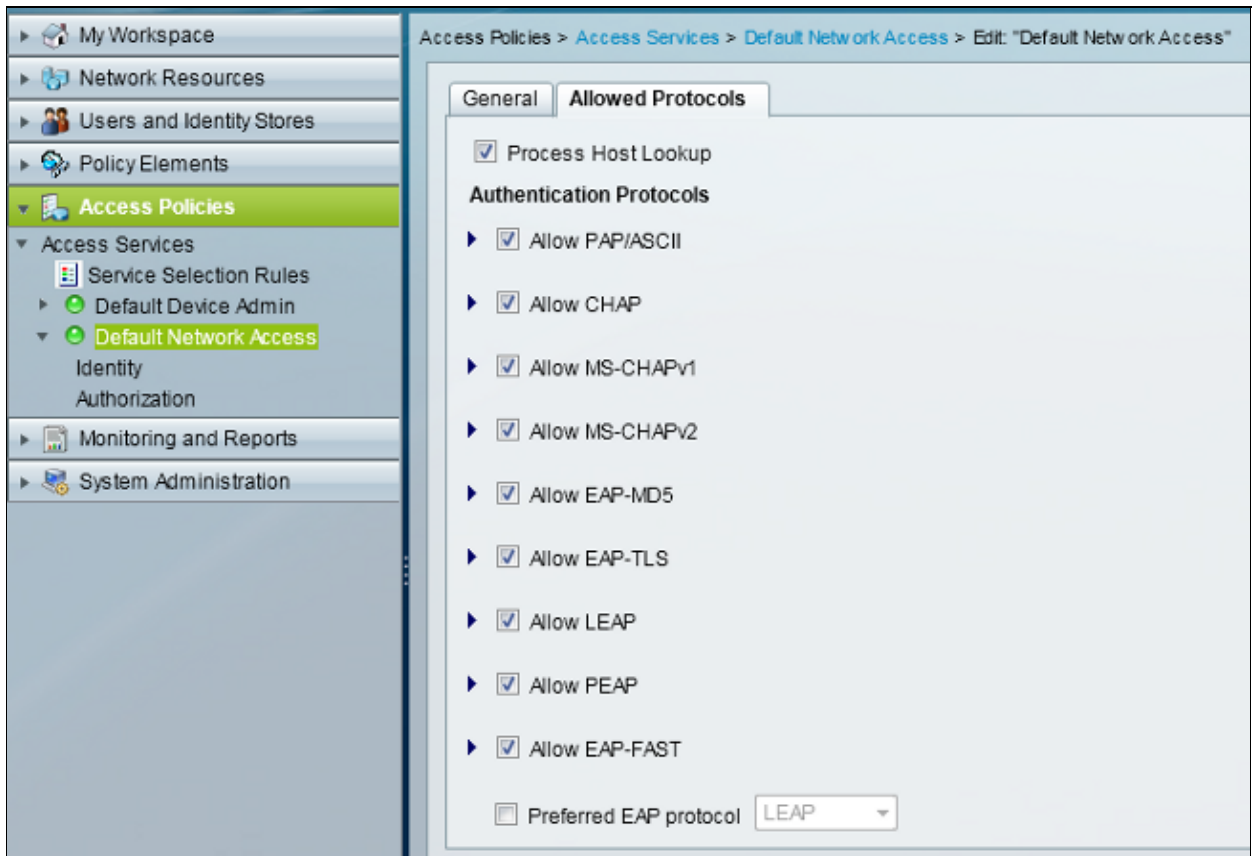 My Workspace
Network Resources
Users and Identity Stores
Policy Elements
Access Policies
Access Services
Service Selection Rules
Default Device Admin
Default Network Access
Identity
Authorization
Monitoring and Reports
System Administration
Access Policies > Access Services > Default Network Access > Edit: "Default Network Access"
General
Allowed Protocols
Process Host Lookup
Authentication Protocols
Allow PAP/ASCII
Allow CHAP
Allow MS-CHAPv1
Allow MS-CHAPv2
Allow EAP-MD5
Allow EAP-TLS
Allow LEAP
Allow PEAP
Allow EAP-FAST
Preferred EAP protocol LEAP